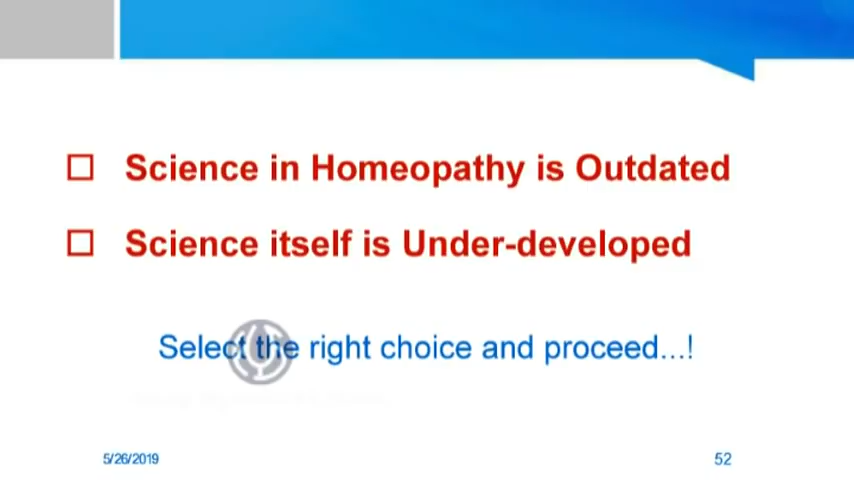 Science in Homeopathy is Outdated
Science itself is Under-developed
Select the right choice and proceed...!
5/26/2019
52